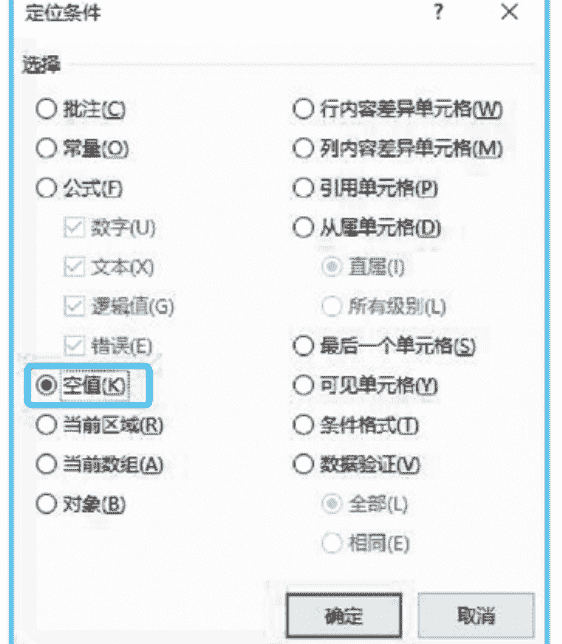 定位条件 ? ×
选择
批注(C)
常量(O)
公式(F)
数字(U)
文本(X)
逻辑值(G)
错误(E)
空值(K)
当前区域(R)
当前数组(A)
对象(B)
行内容差异单元格(W)
列内容差异单元格(M)
引用单元格(P)
从属单元格(D)
直属(I)
所有级别(L)
最后一个单元格(S)
可见单元格(Y)
条件格式(T)
数据验证(V)
全部(L)
相同(E)
确定
取消